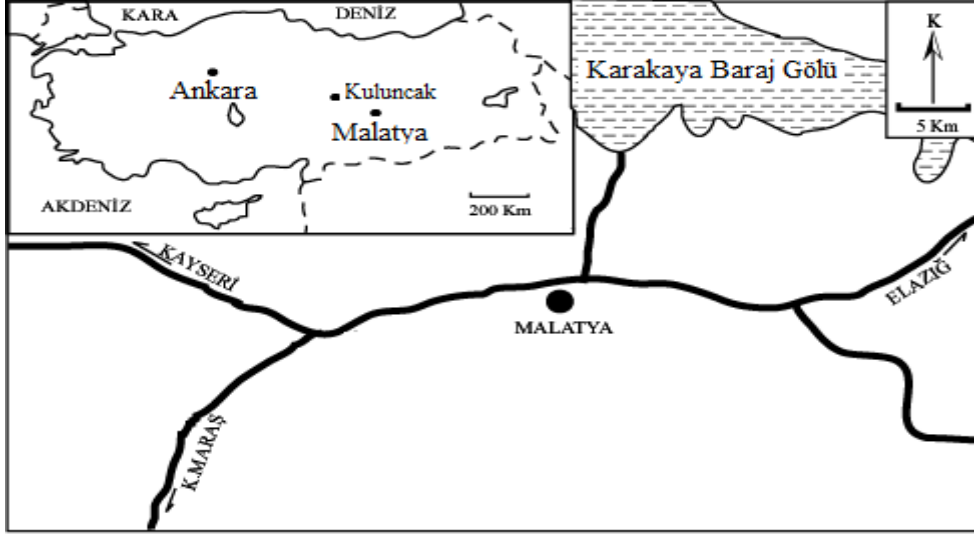 KARA
DENİZ
Ankara
Kuluncak
Malatya
AKDENİZ
200 Km
Karakaya Baraj Gölü
K
5 Km
KAYSERİ
ELAZIĞ
MALATYA
K.MARAŞ